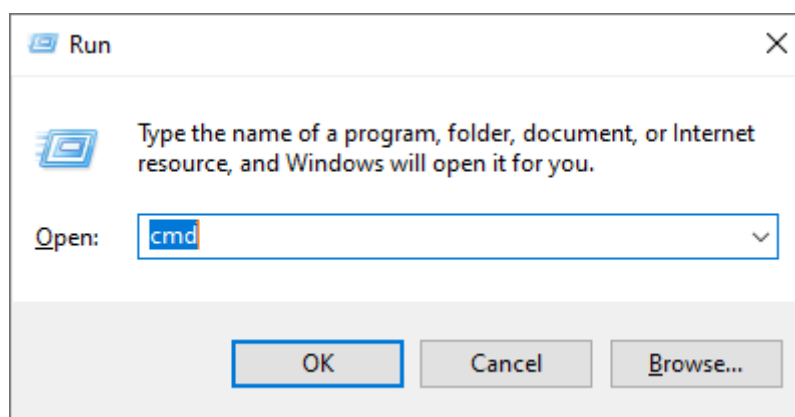 Run
Type the name of a program, folder, document, or Internet
resource, and Windows will open it for you.
Open: cmd
OK Cancel Browse...